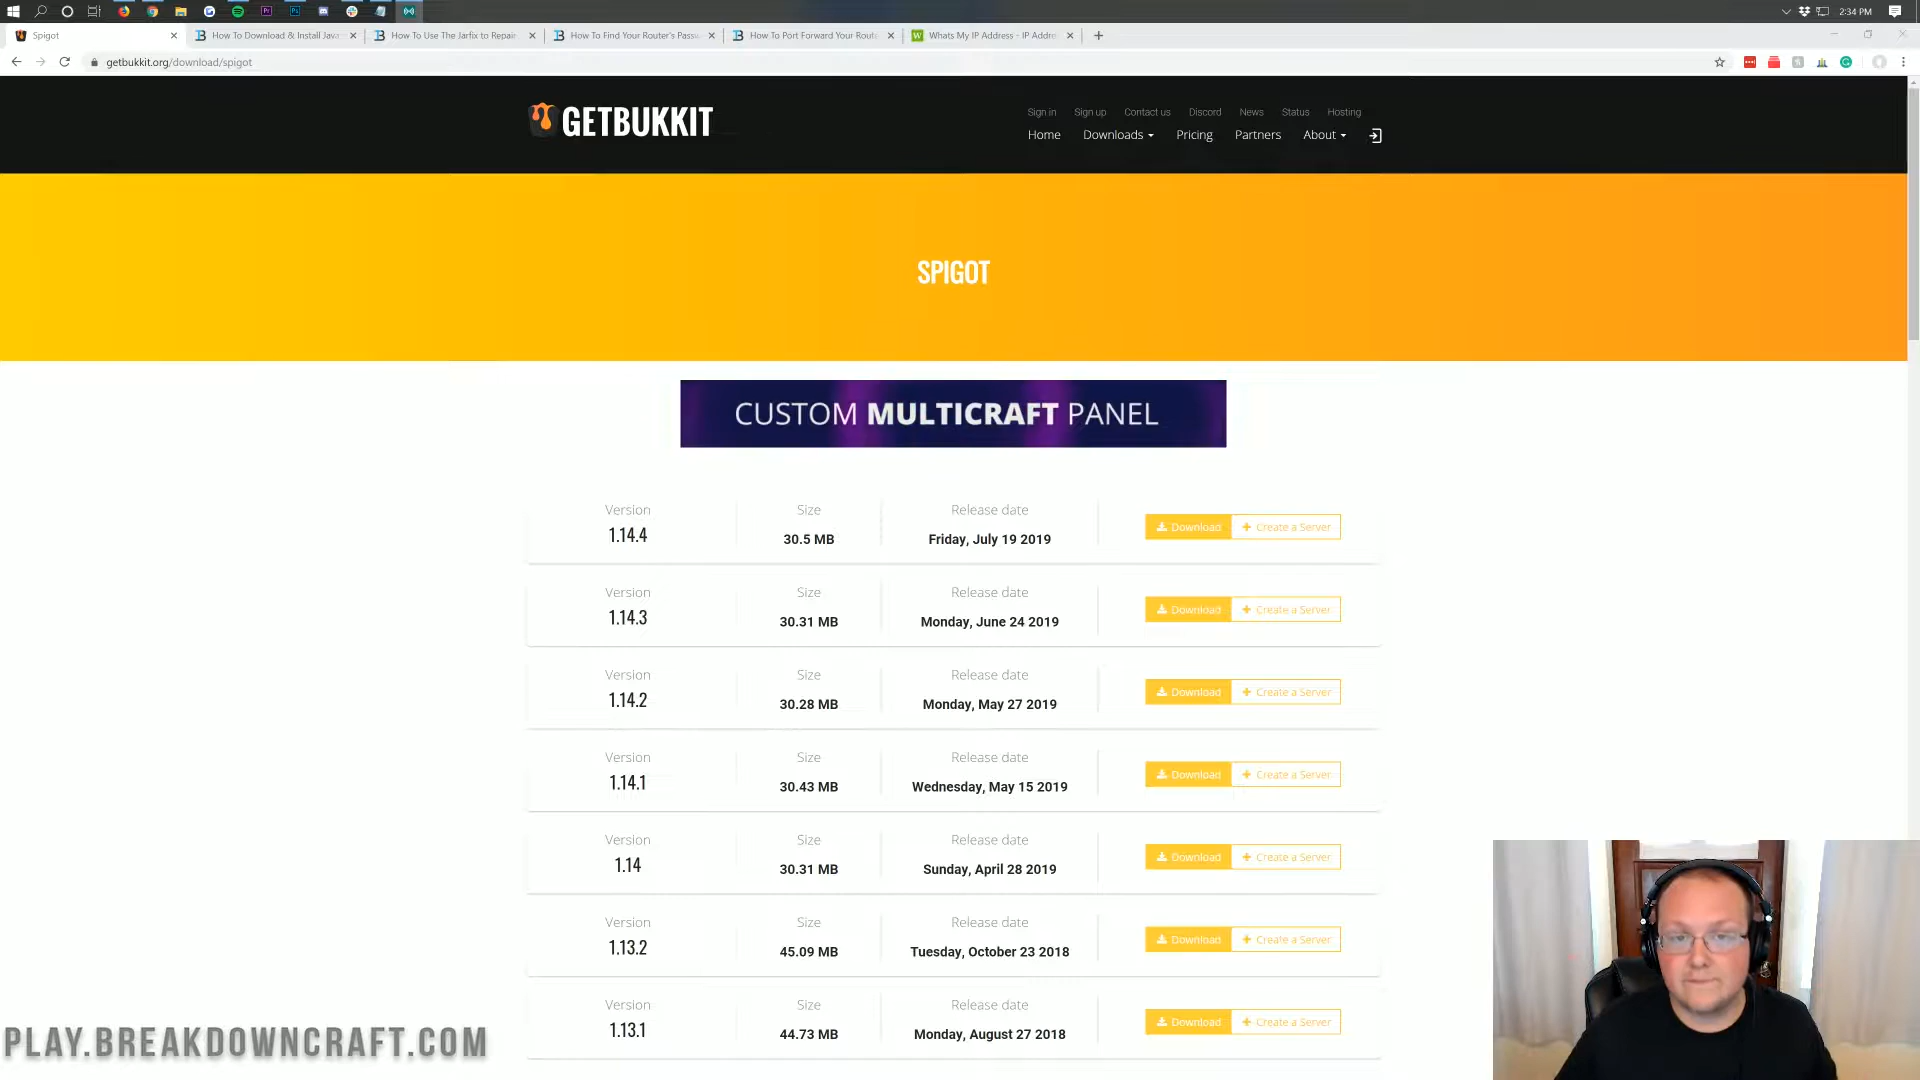 2:34 PM
Spigot
How To Download & Install Java
How To Use The Jarfix to Repair
How To Find Your Router's Passw
How To Port Forward Your Route
Whats My IP Address - IP Addre
getbukkit.org/download/spigot
GETBUKKIT
Sign in Sign up Contact us Discord News Status Hosting
Home Downloads Pricing Partners About
SPIGOT
CUSTOM MULTICRAFT PANEL
Version Size Release date
1.14.4 30.5 MB Friday, July 19 2019 Download + Create a Server
Version Size Release date
1.14.3 30.31 MB Monday, June 24 2019 Download + Create a Server
Version Size Release date
1.14.2 30.28 MB Monday, May 27 2019 Download + Create a Server
Version Size Release date
1.14.1 30.43 MB Wednesday, May 15 2019 Download + Create a Server
Version Size Release date
1.14 30.31 MB Sunday, April 28 2019 Download + Create a Server
Version Size Release date
1.13.2 45.09 MB Tuesday, October 23 2018 Download + Create a Server
Version Size Release date
1.13.1 44.73 MB Monday, August 27 2018 Download + Create a Server
PLAY.BREAKDOWNCRAFT.COM